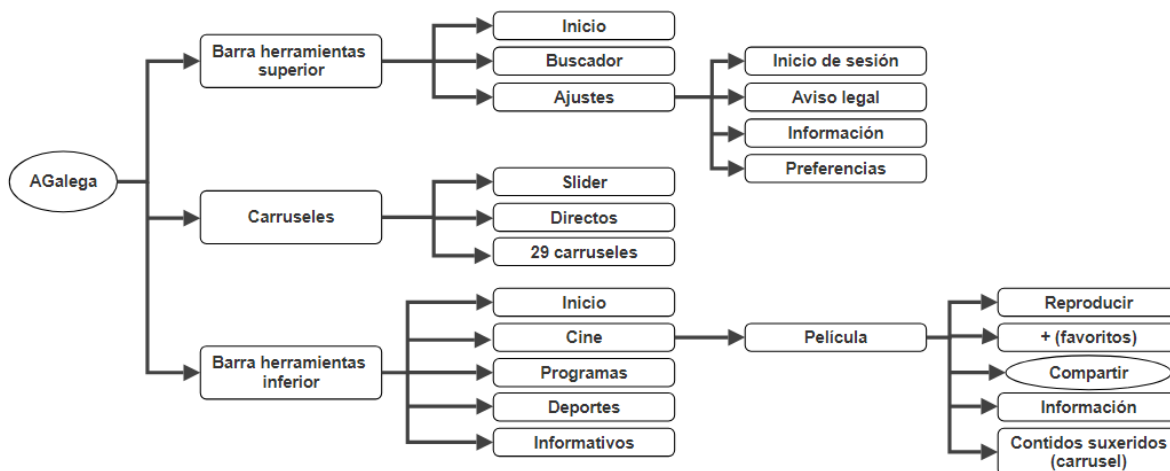 AGalega
Barra herramientas
superior
Inicio
Buscador
Ajustes
Inicio de sesión
Aviso legal
Información
Preferencias
Carruseles
Slider
Directos
29 carruseles
Barra herramientas
inferior
Inicio
Cine
Programas
Deportes
Informativos
Película
Reproducir
+ (favoritos)
Compartir
Información
Contidos suxeridos
(carrusel)